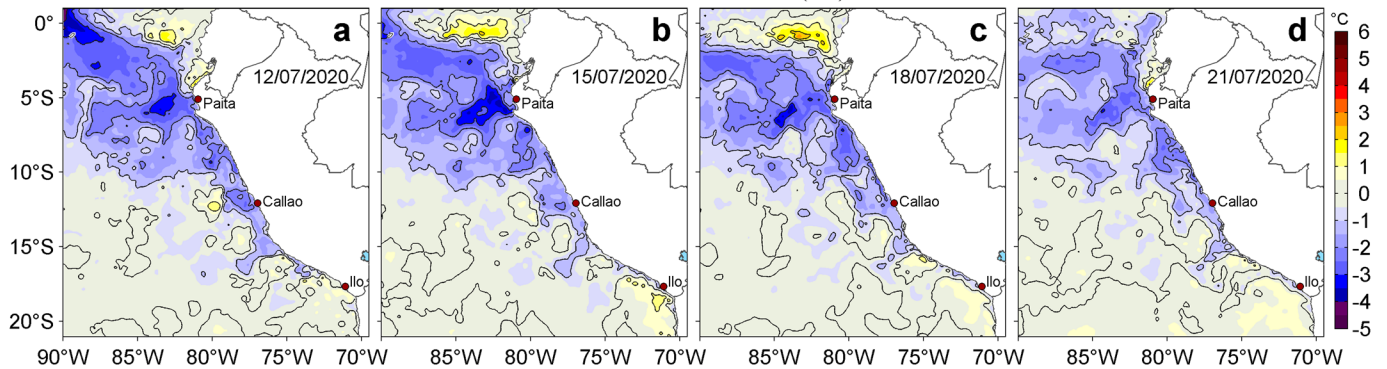 a
b
c
d
°C
12/07/2020
15/07/2020
18/07/2020
21/07/2020
Paita
Paita
Paita
Paita
Callao
Callao
Callao
Callao
Ilo
Ilo
Ilo
Ilo
0°
5°S
10°S
15°S
20°S
90°W 85°W 80°W 75°W 70°W
85°W 80°W 75°W 70°W
85°W 80°W 75°W 70°W
85°W 80°W 75°W 70°W
6
5
4
3
2
1
0
-1
-2
-3
-4
-5